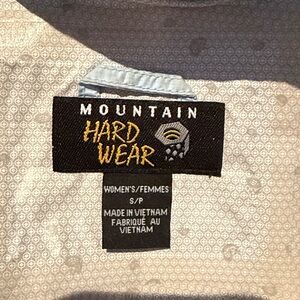 MOUNTAIN
HARD
WEAR
WOMEN'S/FEMMES
S/P
MADE IN VIETNAM
FABRIQUÉ AU
VIETNAM